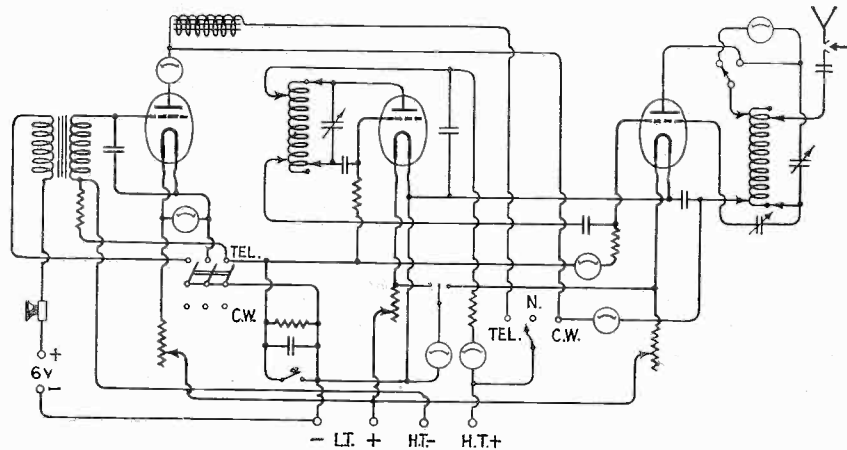 TEL.
C.W.
N.
TEL. C.W.
+
6V
-
- L.T. + H.T.- H.T.+